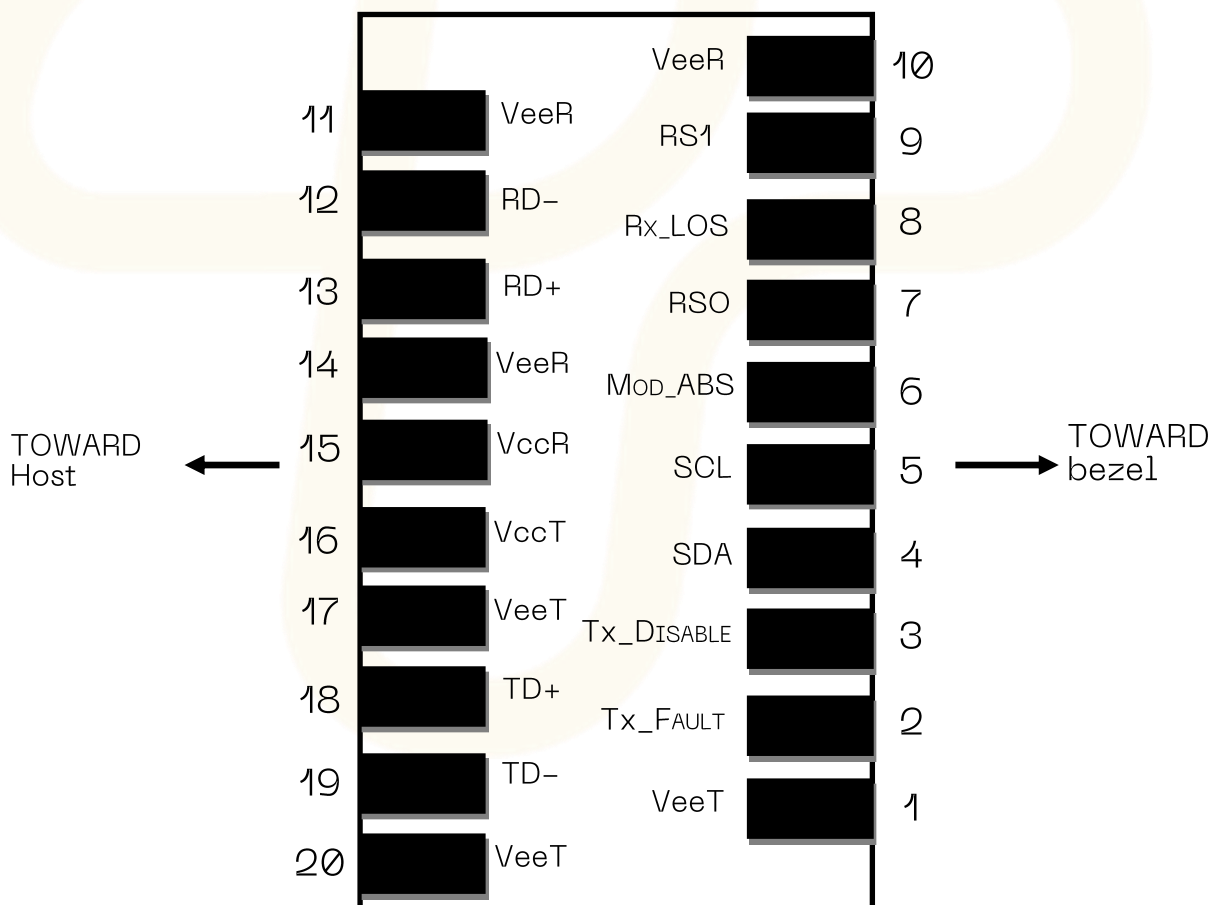 VeeR 10
11 VeeR
RS1 9
12 RD-
Rx_LOS 8
13 RD+
RSO 7
14 VeeR
Mod_ABS 6
TOWARD
Host
15 VccR
SCL 5
TOWARD
bezel
16 VccT
SDA 4
17 VeeT
Tx_Disable 3
18 TD+
Tx_Fault 2
19 TD-
VeeT 1
20 VeeT